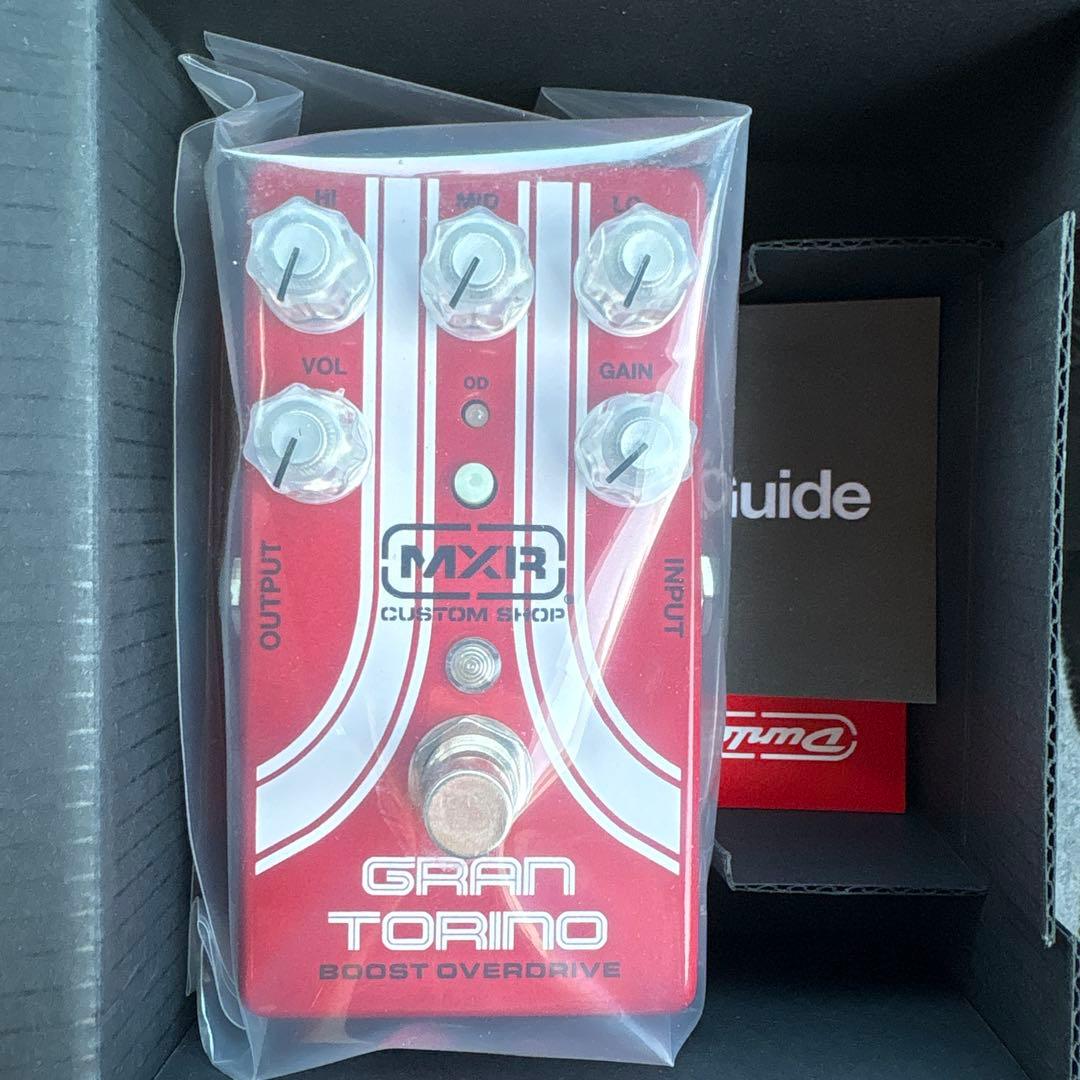 HI MID LO
VOL OD GAIN
MXR®
CUSTOM SHOP
OUTPUT
INPUT
GRAN
TORINO
BOOST OVERDRIVE
Guide